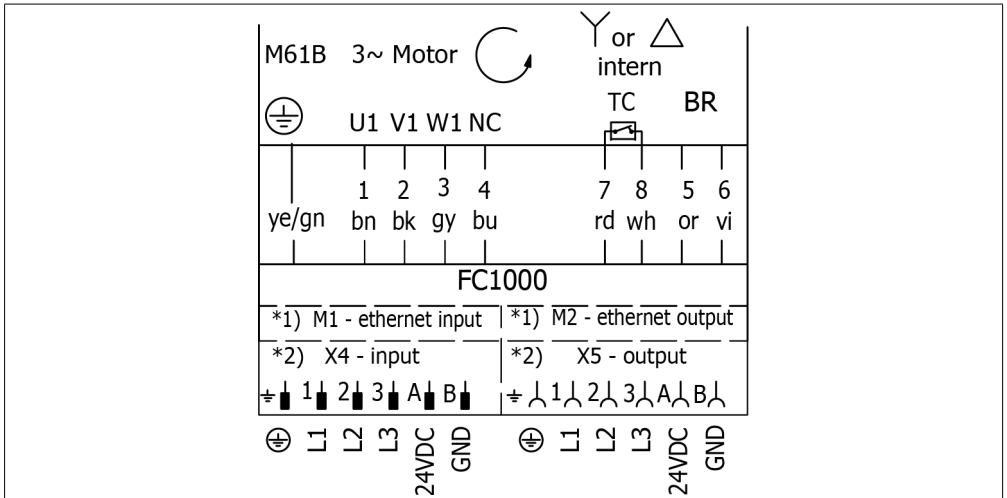 M61B 3~ Motor or
intern
TC BR
U1 V1 W1 NC
1 2 3 4 7 8 5 6
ye/gn bn bk gy bu rd wh or vi
FC1000
*1) M1 - ethernet input *1) M2 - ethernet output
*2) X4 - input *2) X5 - output
1 2 3 A B 1 2 3 A B
L1 L2 L3 24VDC GND L1 L2 L3 24VDC GND